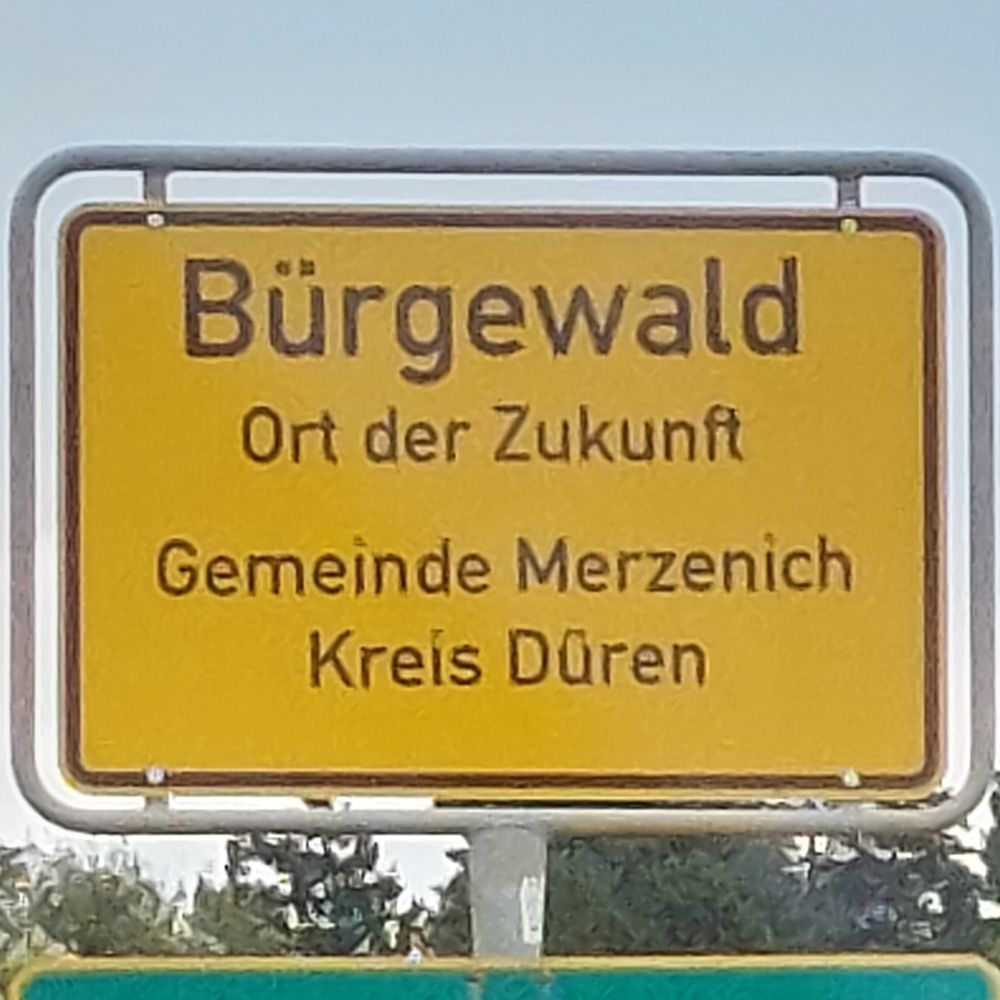 Bürgewald
Ort der Zukunft
Gemeinde Merzenich
Kreis Düren